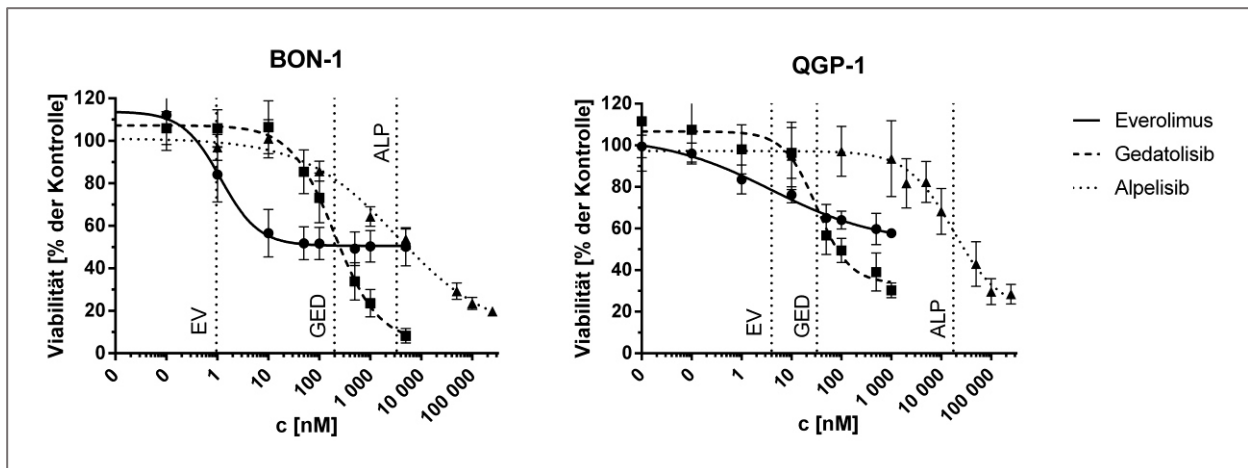 BON-1
Viabilität [% der Kontrolle]
120
100
80
60
40
20
0
EV
GED
ALP
0
0
1
10
100
1 000
10 000
100 000
c [nM]
QGP-1
Viabilität [% der Kontrolle]
120
100
80
60
40
20
0
EV
GED
ALP
0
0
1
10
100
1 000
10 000
100 000
c [nM]
Everolimus
Gedatolisib
Alpelisib